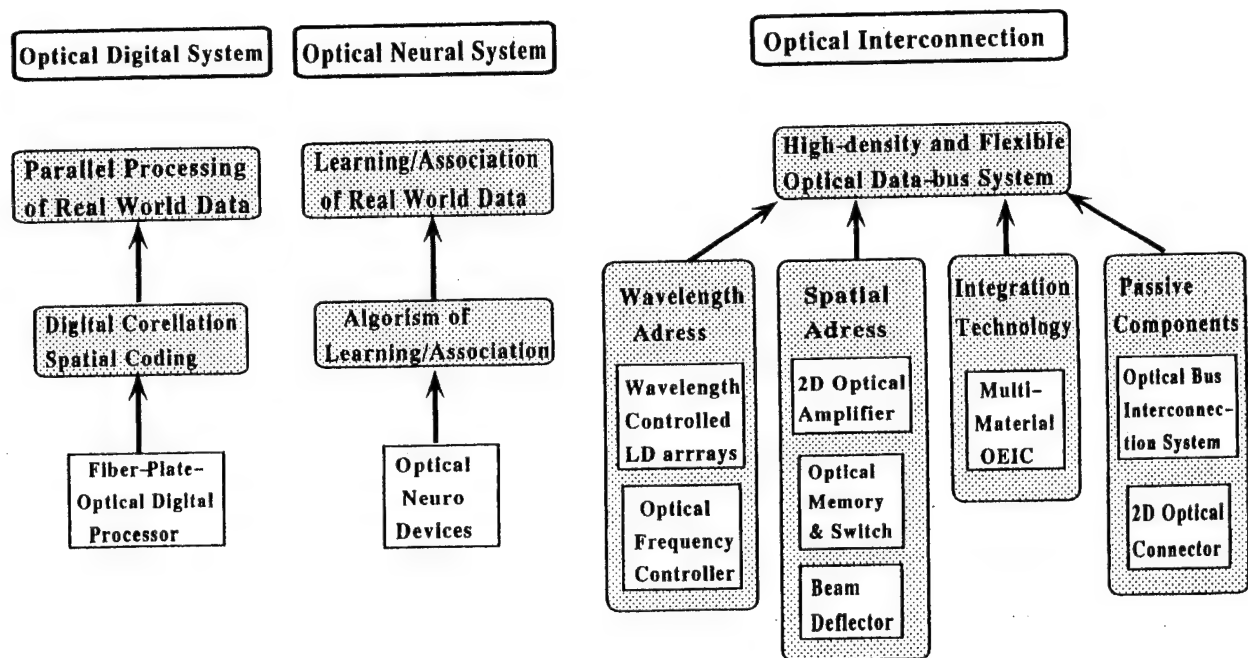 Optical Digital System
Optical Neural System
Optical Interconnection
Parallel Processing
of Real World Data
Learning/Association
of Real World Data
High-density and Flexible
Optical Data-bus System
Digital Corellation
Spatial Coding
Algorism of
Learning/Association
Fiber-Plate-
Optical Digital
Processor
Optical
Neuro
Devices
Wavelength
Adress
Wavelength
Controlled
LD arrrays
Optical
Frequency
Controller
Spatial
Adress
2D Optical
Amplifier
Optical
Memory
& Switch
Beam
Deflector
Integration
Technology
Multi-
Material
OEIC
Passive
Components
Optical Bus
Interconnec-
tion System
2D Optical
Connector